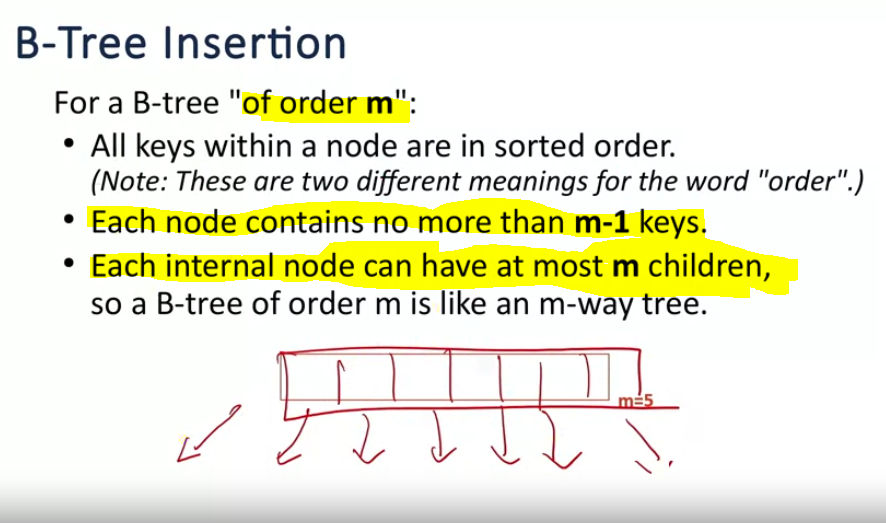 B-Tree Insertion
For a B-tree "of order m":
• All keys within a node are in sorted order.
(Note: These are two different meanings for the word "order".)
• Each node contains no more than m-1 keys.
• Each internal node can have at most m children,
so a B-tree of order m is like an m-way tree.
m=5